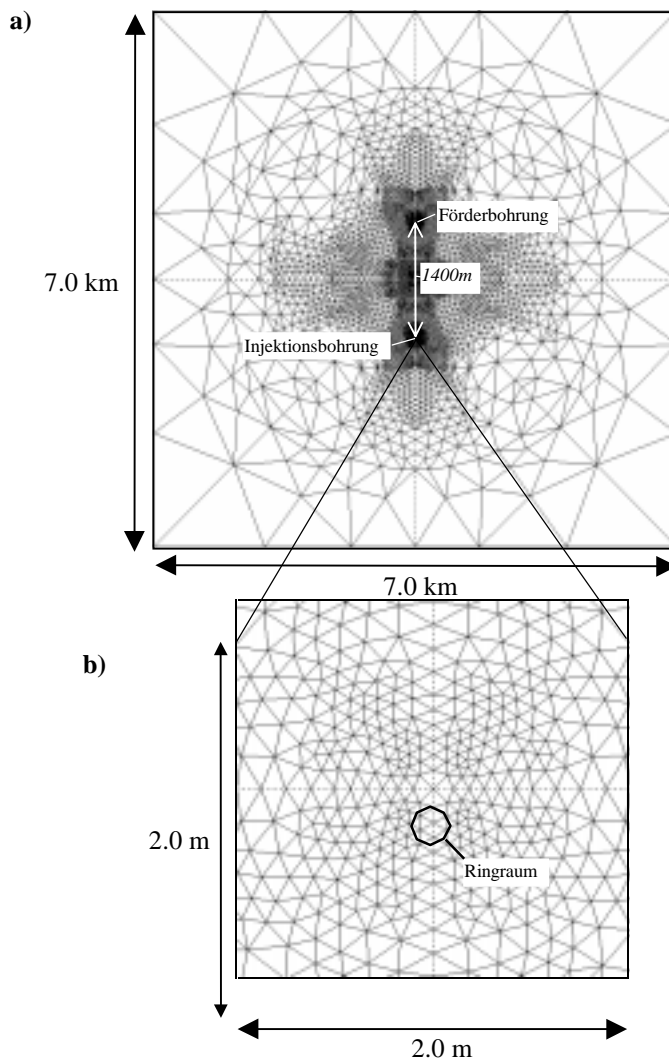 a)
Förderbohrung
7.0 km
1400m
Injektionsbohrung
7.0 km
b)
2.0 m
Ringraum
2.0 m